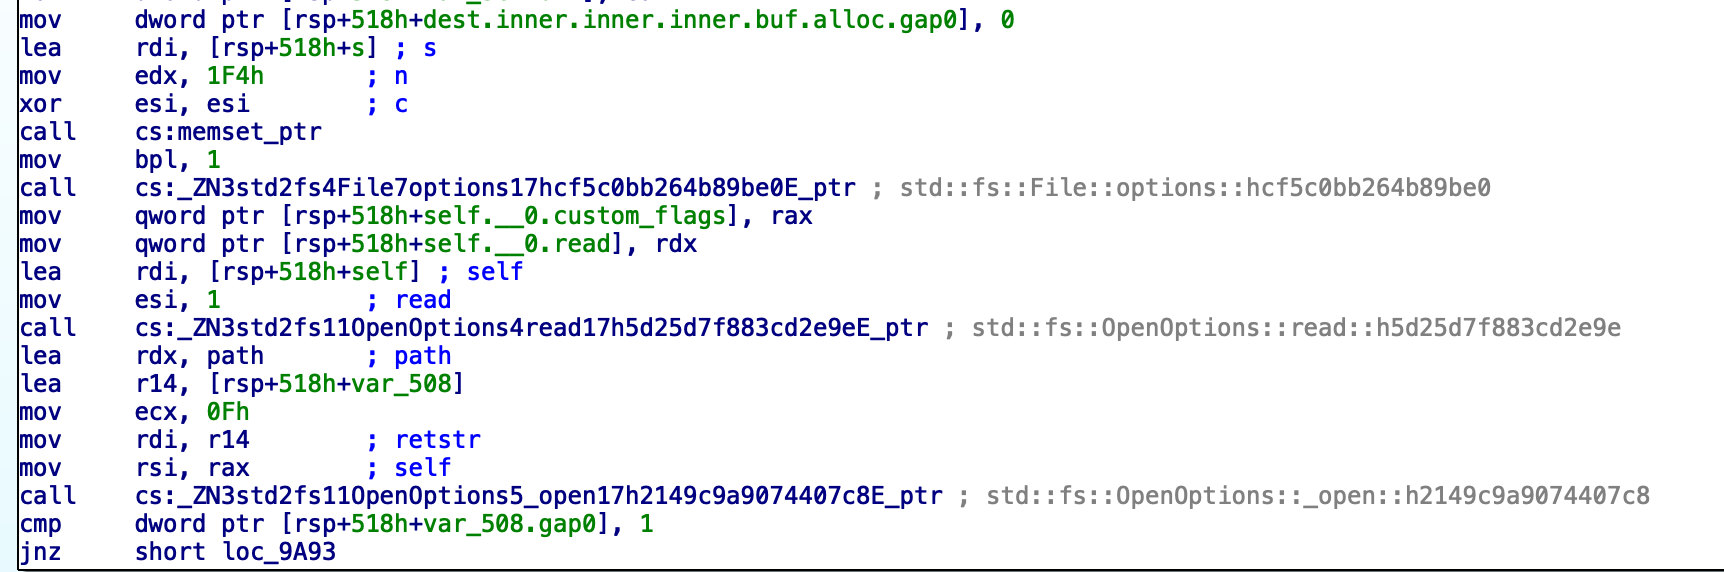 mov     dword ptr [rsp+518h+dest.inner.inner.inner.buf.alloc.gap0], 0
lea     rdi, [rsp+518h+s] ; s
mov     edx, 1F4h       ; n
xor     esi, esi        ; c
call    cs:memset_ptr
mov     bpl, 1
call    cs:_ZN3std2fs4File7options17hcf5c0bb264b89be0E_ptr ; std::fs::File::options::hcf5c0bb264b89be0
mov     qword ptr [rsp+518h+self.__0.custom_flags], rax
mov     qword ptr [rsp+518h+self.__0.read], rdx
lea     rdi, [rsp+518h+self] ; self
mov     esi, 1          ; read
call    cs:_ZN3std2fs11OpenOptions4read17h5d25d7f883cd2e9eE_ptr ; std::fs::OpenOptions::read::h5d25d7f883cd2e9e
lea     rdx, path       ; path
lea     r14, [rsp+518h+var_508]
mov     ecx, 0Fh
mov     rdi, r14        ; retstr
mov     rsi, rax        ; self
call    cs:_ZN3std2fs11OpenOptions5_open17h2149c9a9074407c8E_ptr ; std::fs::OpenOptions::_open::h2149c9a9074407c8
cmp     dword ptr [rsp+518h+var_508.gap0], 1
jnz     short loc_9A93